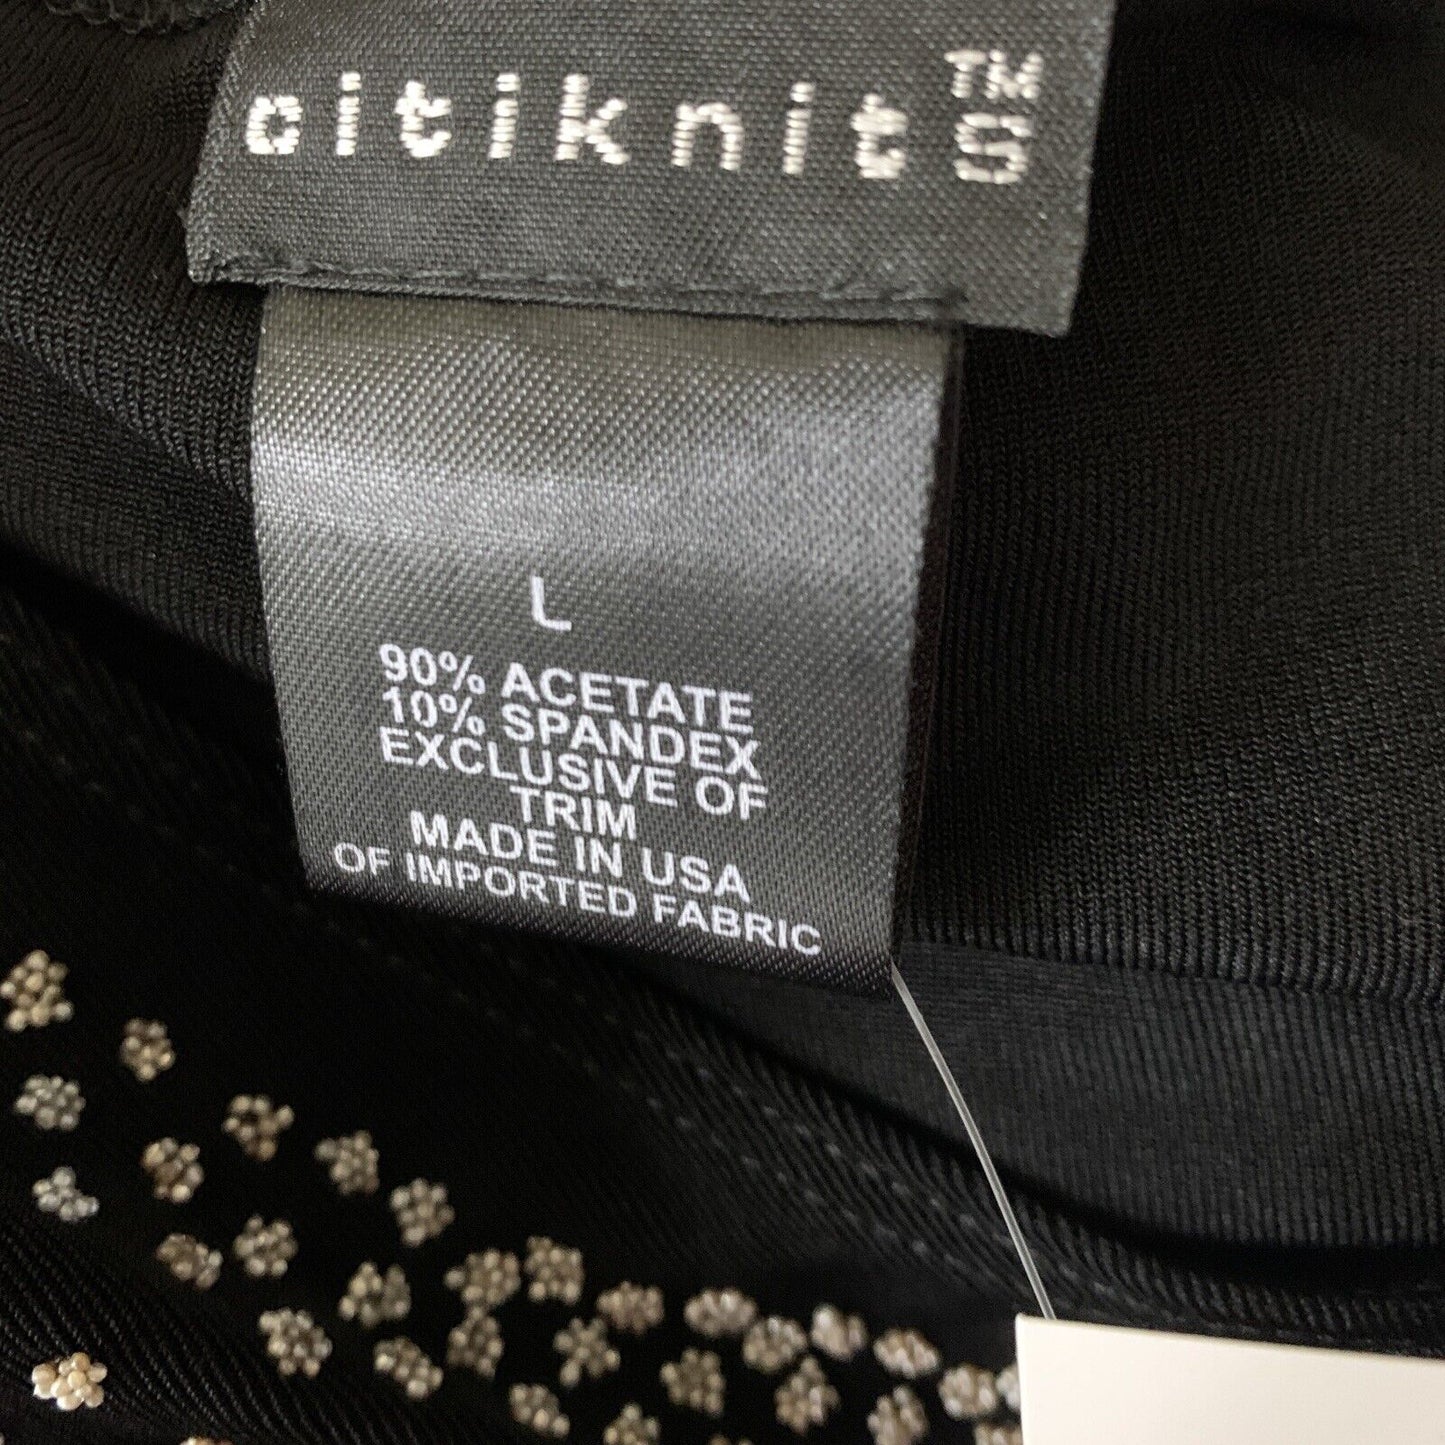 citiknits™
L
90% ACETATE
10% SPANDEX
EXCLUSIVE OF
TRIM
MADE IN USA
OF IMPORTED FABRIC